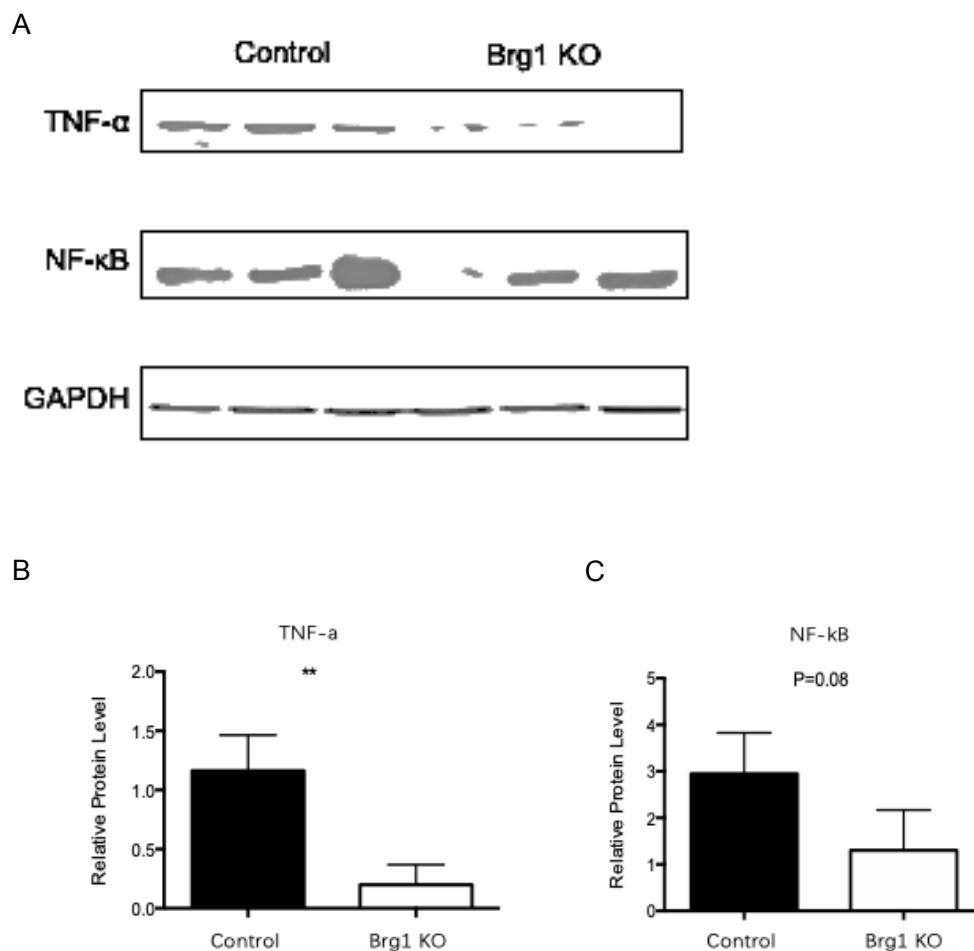 A
Control Brg1 KO
TNF-α
NF-κB
GAPDH
B
C
TNF-a
**
2.0
1.5
1.0
0.5
0.0
Relative Protein Level
Control Brg1 KO
NF-kB
P=0.08
5
4
3
2
1
0
Relative Protein Level
Control Brg1 KO